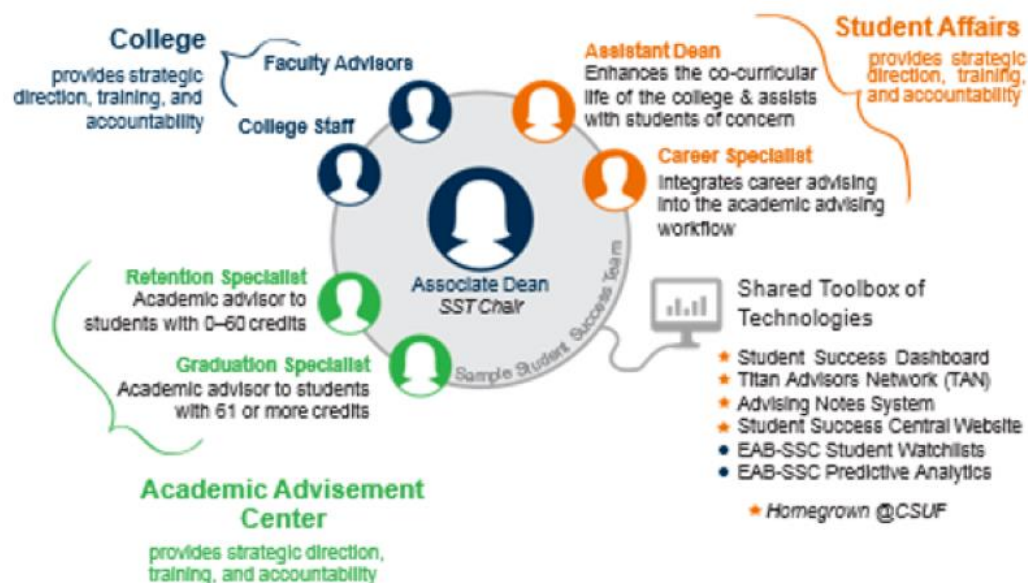 College
provides strategic
direction, training, and
accountability
Faculty Advisors
College Staff
Assistant Dean
Enhances the co-curricular
life of the college & assists
with students of concern
Career Specialist
Integrates career advising
into the academic advising
workflow
Student Affairs
provides strategic
direction, training,
and accountability
Associate Dean
SST Chair
Sample Student Success Team
Retention Specialist
Academic advisor to
students with 0–60 credits
Graduation Specialist
Academic advisor to students
with 61 or more credits
Academic Advisement
Center
provides strategic direction,
training, and accountability
Shared Toolbox of
Technologies
★ Student Success Dashboard
★ Titan Advisors Network (TAN)
★ Advising Notes System
★ Student Success Central Website
• EAB-SSC Student Watchlists
• EAB-SSC Predictive Analytics
★ Homegrown @CSUF